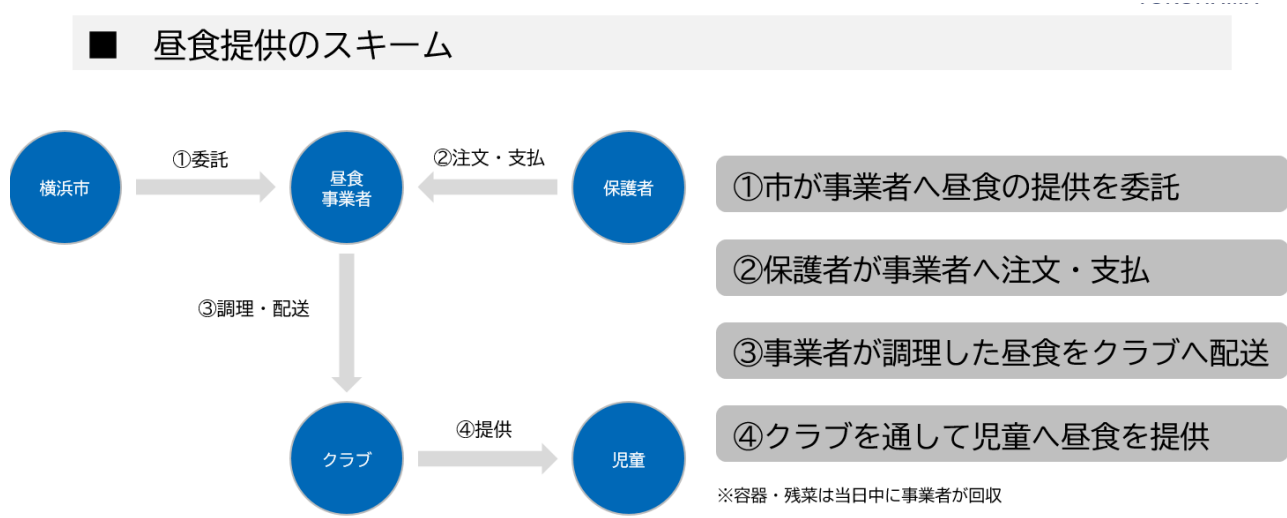 ■ 昼食提供のスキーム
横浜市
①委託
昼食
事業者
②注文・支払
保護者
③調理・配送
クラブ
④提供
児童
①市が事業者へ昼食の提供を委託
②保護者が事業者へ注文・支払
③事業者が調理した昼食をクラブへ配送
④クラブを通して児童へ昼食を提供
※容器・残菜は当日中に事業者が回収